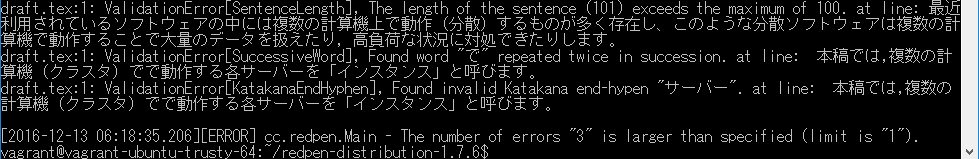 draft.tex:1: ValidationError[SentenceLength], The length of the sentence (101) exceeds the maximum of 100. at line: 最近
利用されているソフトウェアの中には複数の計算機上で動作（分散）するものが多く存在し、このような分散ソフトウェアは複数の計
算機で動作することで大量のデータを扱えたり，高負荷な状況に対処できたりします。
draft.tex:1: ValidationError[SuccessiveWord], Found word "で" repeated twice in succession. at line:  本稿では,複数の計
算機（クラスタ）でで動作する各サーバーを「インスタンス」と呼びます。
draft.tex:1: ValidationError[KatakanaEndHyphen], Found invalid Katakana end-hypen "サーバー". at line:  本稿では,複数の
計算機（クラスタ）でで動作する各サーバーを「インスタンス」と呼びます。
[2016-12-13 06:18:35.206][ERROR] cc.redpen.Main - The number of errors "3" is larger than specified (limit is "1").
vagrant@vagrant-ubuntu-trusty-64:~/redpen-distribution-1.7.6$